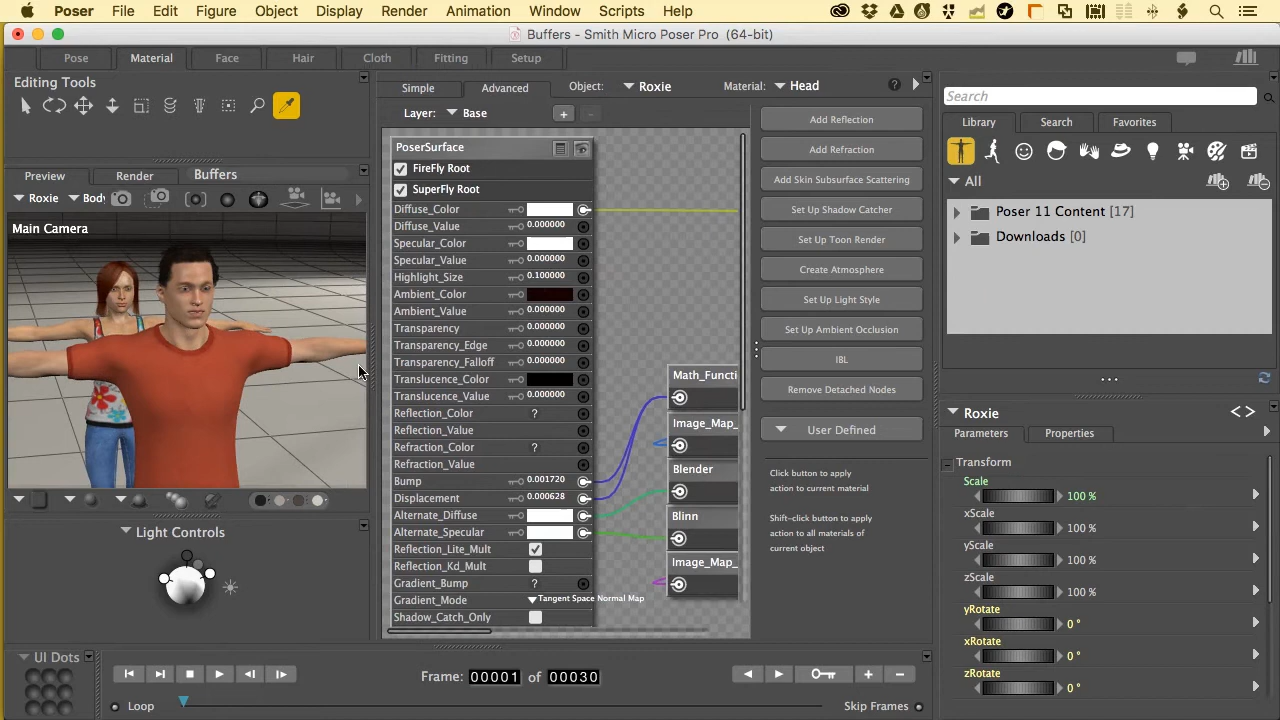 Poser File Edit Figure Object Display Render Animation Window Scripts Help
Buffers - Smith Micro Poser Pro (64-bit)
Pose Material Face Hair Cloth Fitting Setup
Editing Tools
Simple Advanced Object: Roxie Material: Head ?
Layer: Base + -
PoserSurface
FireFly Root
SuperFly Root
Diffuse_Color
Diffuse_Value 0.000000
Specular_Color
Specular_Value 0.000000
Highlight_Size 0.100000
Ambient_Color
Ambient_Value 0.000000
Transparency 0.000000
Transparency_Edge 0.000000
Transparency_Falloff 0.000000
Translucence_Color
Translucence_Value 0.000000
Reflection_Color ?
Reflection_Value
Refraction_Color ?
Refraction_Value
Bump 0.001720
Displacement 0.000628
Alternate_Diffuse
Alternate_Specular
Reflection_Lite_Mult
Reflection_Kd_Mult
Gradient_Bump ?
Gradient_Mode Tangent Space Normal Map
Shadow_Catch_Only
Math_Functi
Image_Map_
Blender
Blinn
Image_Map_
Add Reflection
Add Refraction
Add Skin Subsurface Scattering
Set Up Shadow Catcher
Set Up Toon Render
Create Atmosphere
Set Up Light Style
Set Up Ambient Occlusion
IBL
Remove Detached Nodes
User Defined
Click button to apply
action to current material
Shift-click button to apply
action to all materials of
current object
Preview Render Buffers
Roxie Body
Main Camera
Light Controls
Search
Library Search Favorites
All
Poser 11 Content [17]
Downloads [0]
Roxie
Parameters Properties
Transform
Scale
100 %
xScale
100 %
yScale
100 %
zScale
100 %
yRotate
0 °
xRotate
0 °
zRotate
0 °
UI Dots
Frame: 00001 of 00030
Loop Skip Frames